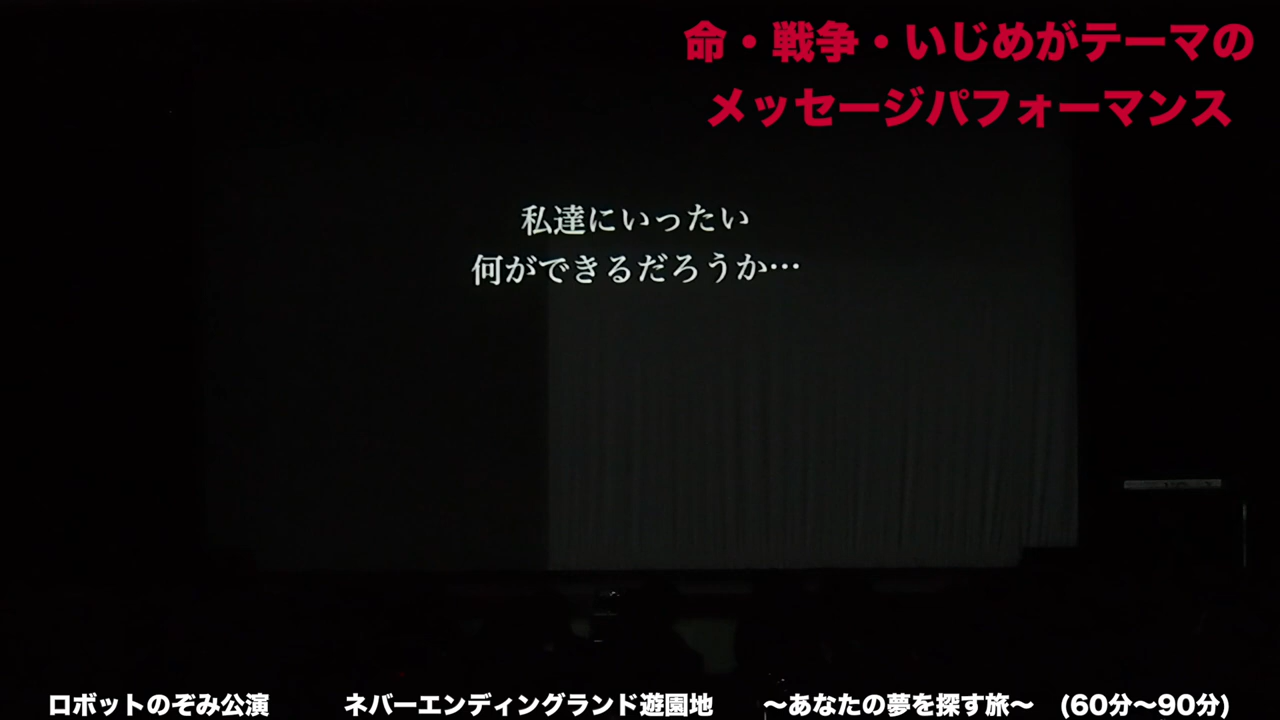 命・戦争・いじめがテーマの
メッセージパフォーマンス
私達にいったい
何ができるだろうか…
ロボットのぞみ公演　ネバーエンディングランド遊園地　〜あなたの夢を探す旅〜　(60分〜90分)